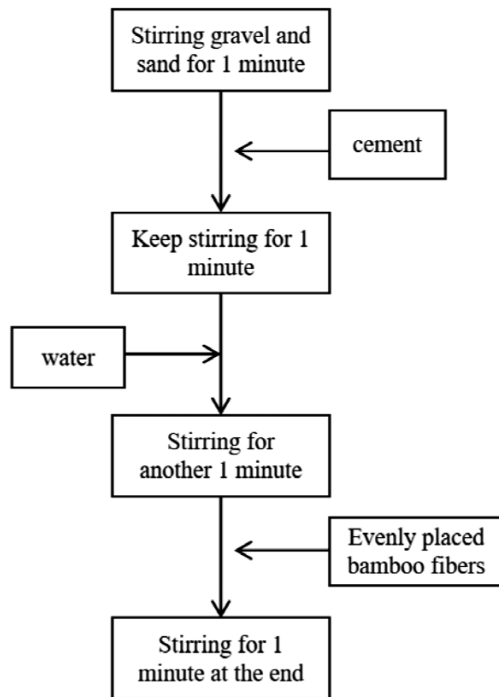 Stirring gravel and
sand for 1 minute
cement
Keep stirring for 1
minute
water
Stirring for
another 1 minute
Evenly placed
bamboo fibers
Stirring for 1
minute at the end